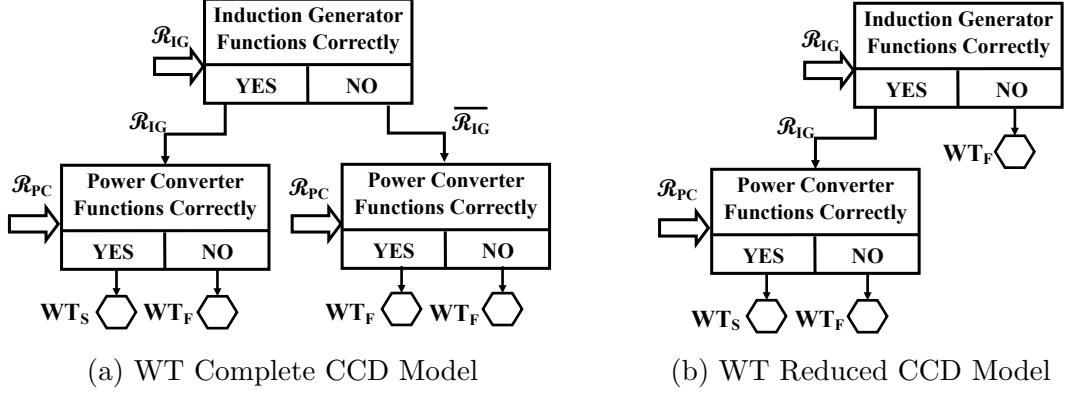 Induction Generator
Functions Correctly
ℛIG
YES NO
ℛIG
ℛIG̅
Power Converter
Functions Correctly
ℛPC
YES NO
WTS WTF
Power Converter
Functions Correctly
ℛPC
YES NO
WTF WTF
(a) WT Complete CCD Model
Induction Generator
Functions Correctly
ℛIG
YES NO
ℛIG
WTF
Power Converter
Functions Correctly
ℛPC
YES NO
WTS WTF
(b) WT Reduced CCD Model